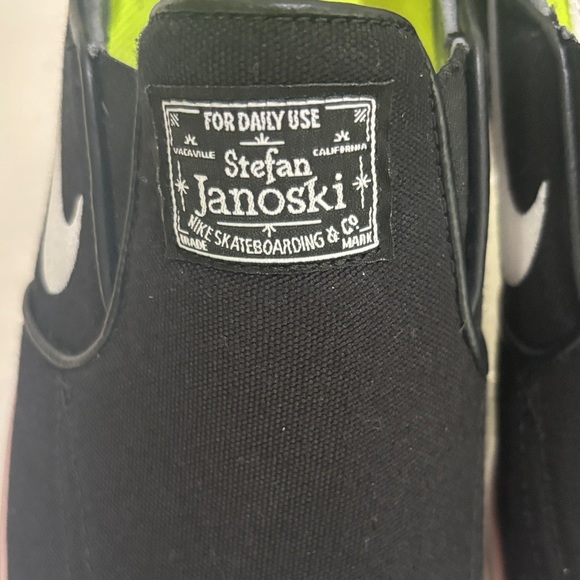 FOR DAILY USE
VACAVILLE CALIFORNIA
Stefan
Janoski
NIKE SKATEBOARDING & CO.
TRADE MARK